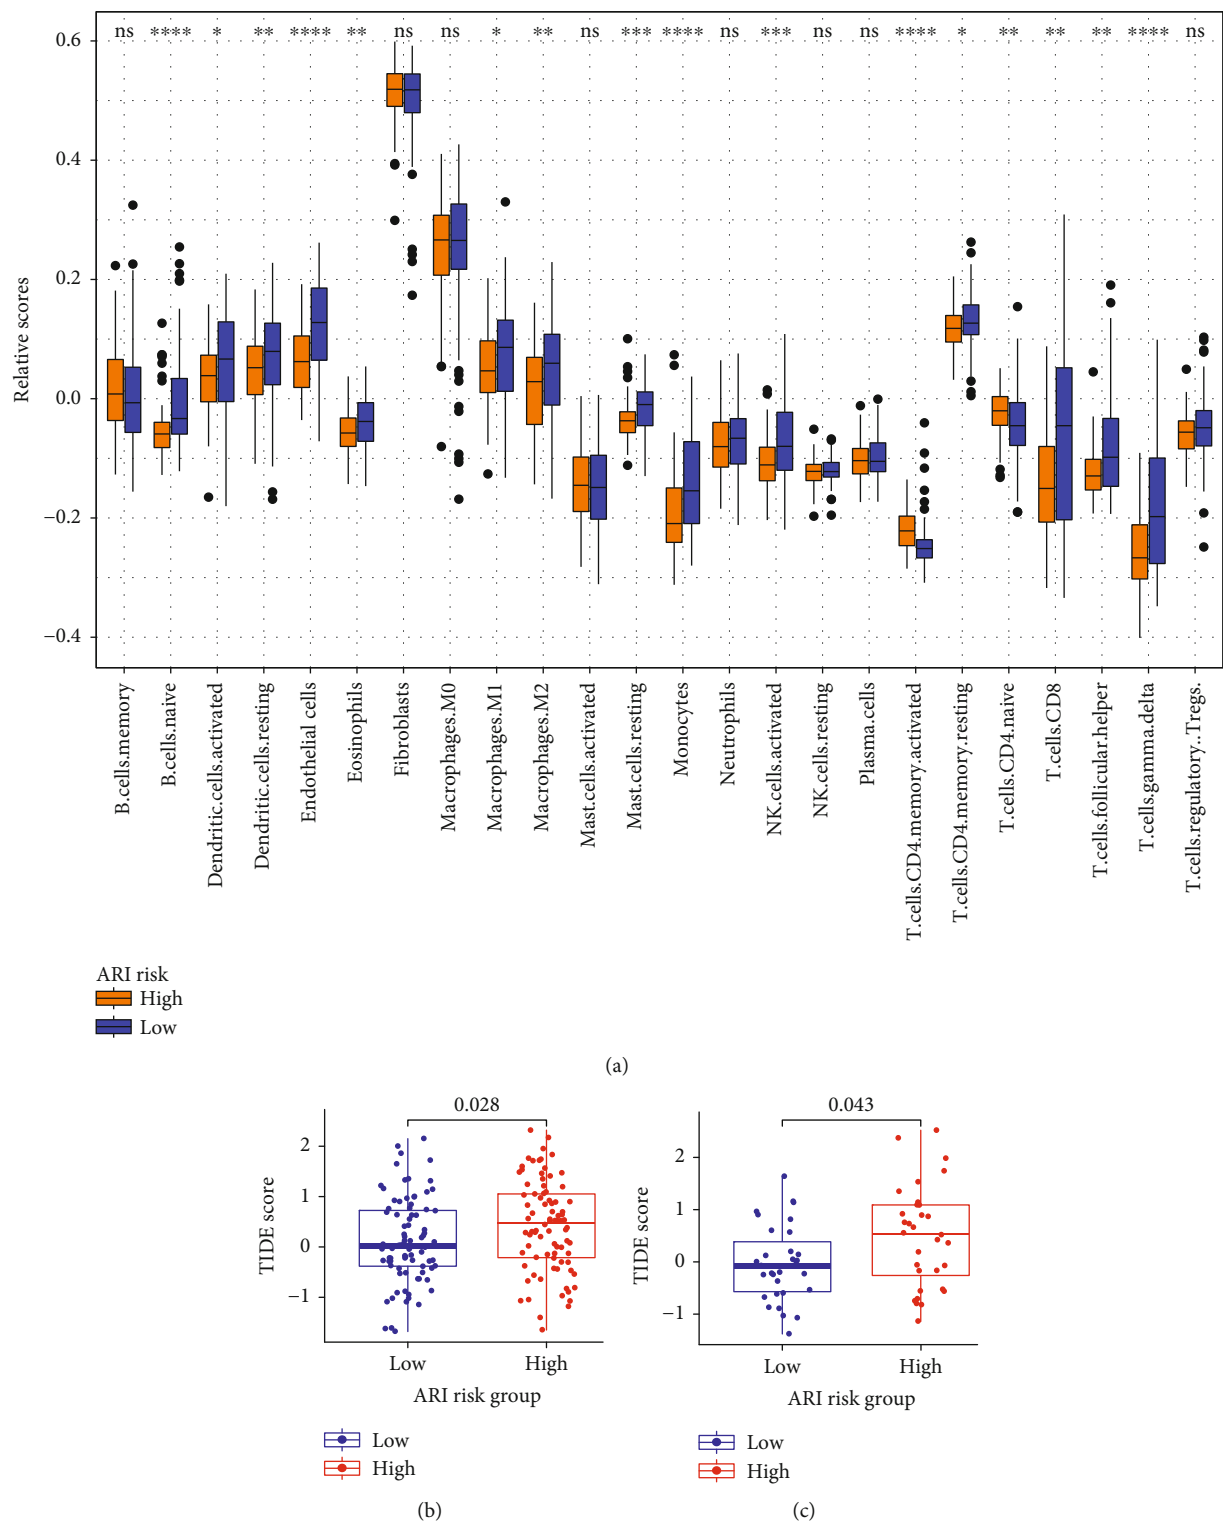 ns **** * ** **** ** ns ns * ** ns *** **** ns *** ns ns **** * ** ** ** **** ns
0.6
0.4
0.2
0.0
−0.2
−0.4
Relative scores
B.cells.memory
B.cells.naive
Dendritic.cells.activated
Dendritic.cells.resting
Endothelial cells
Eosinophils
Fibroblasts
Macrophages.M0
Macrophages.M1
Macrophages.M2
Mast.cells.activated
Mast.cells.resting
Monocytes
Neutrophils
NK.cells.activated
NK.cells.resting
Plasma.cells
T.cells.CD4.memory.activated
T.cells.CD4.memory.resting
T.cells.CD4.naive
T.cells.CD8
T.cells.follicular.helper
T.cells.gamma.delta
T.cells.regulatory..Tregs.
ARI risk
High
Low
(a)
0.028
2
1
0
−1
TIDE score
Low High
ARI risk group
Low
High
(b)
0.043
2
1
0
−1
TIDE score
Low High
ARI risk group
Low
High
(c)